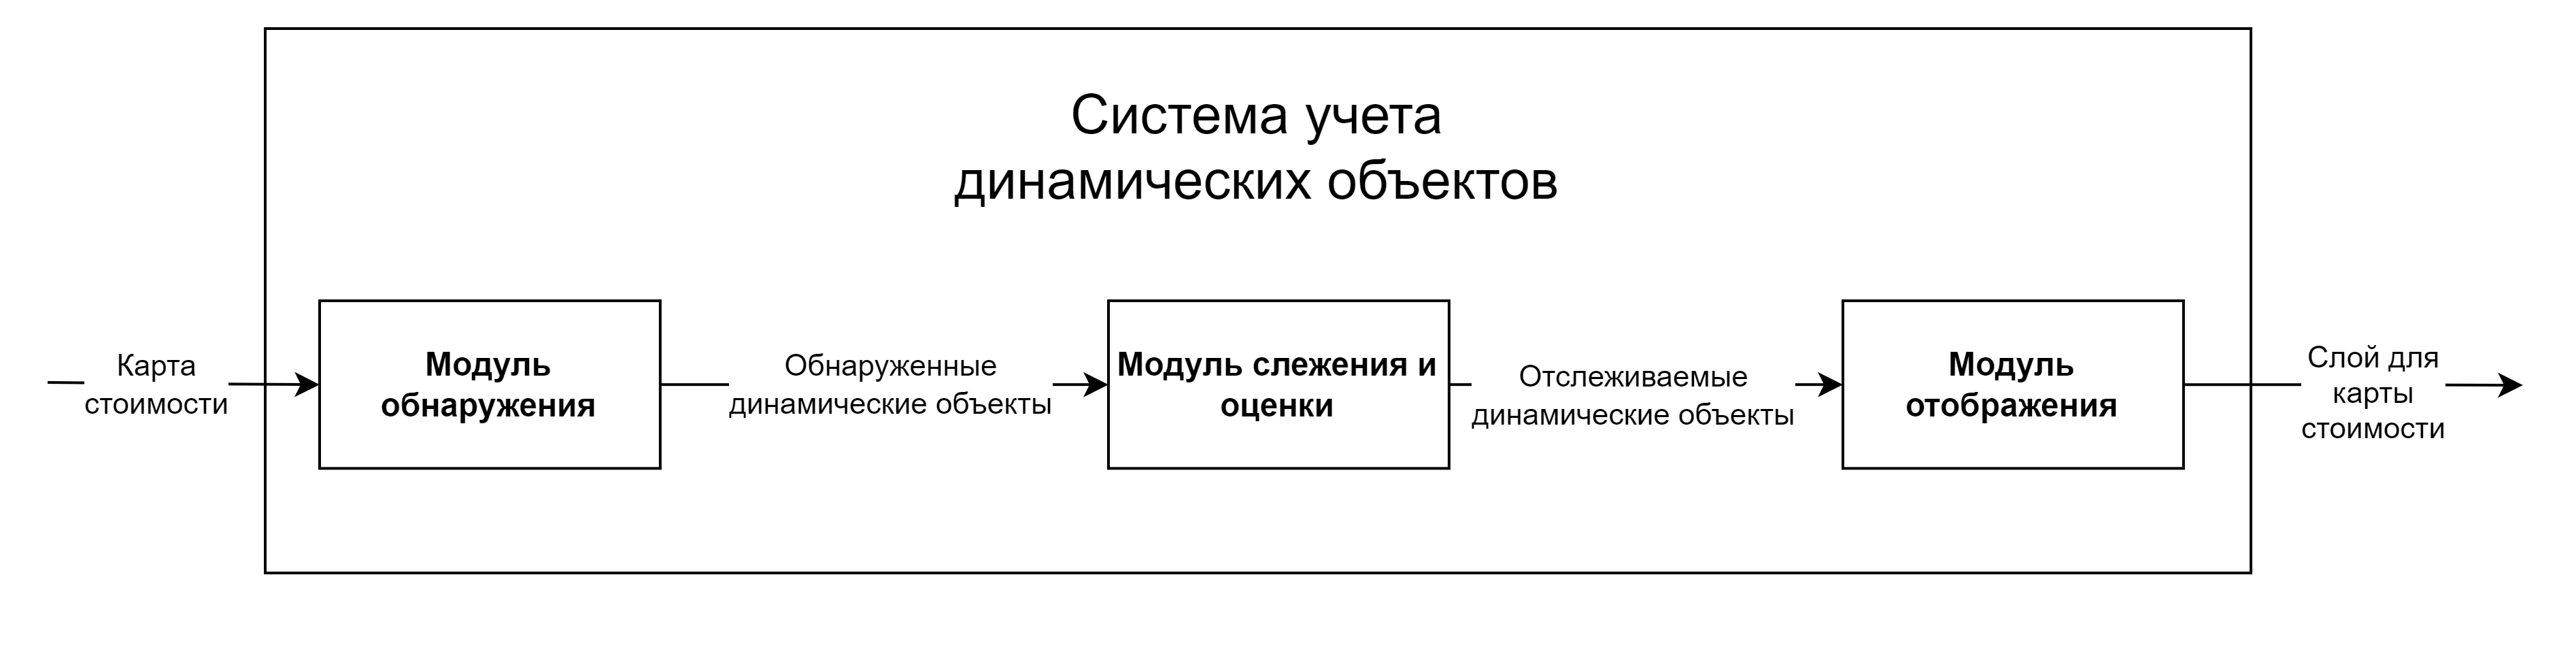 Система учета
динамических объектов
Карта
стоимости
Модуль
обнаружения
Обнаруженные
динамические объекты
Модуль слежения и
оценки
Отслеживаемые
динамические объекты
Модуль
отображения
Слой для
карты
стоимости